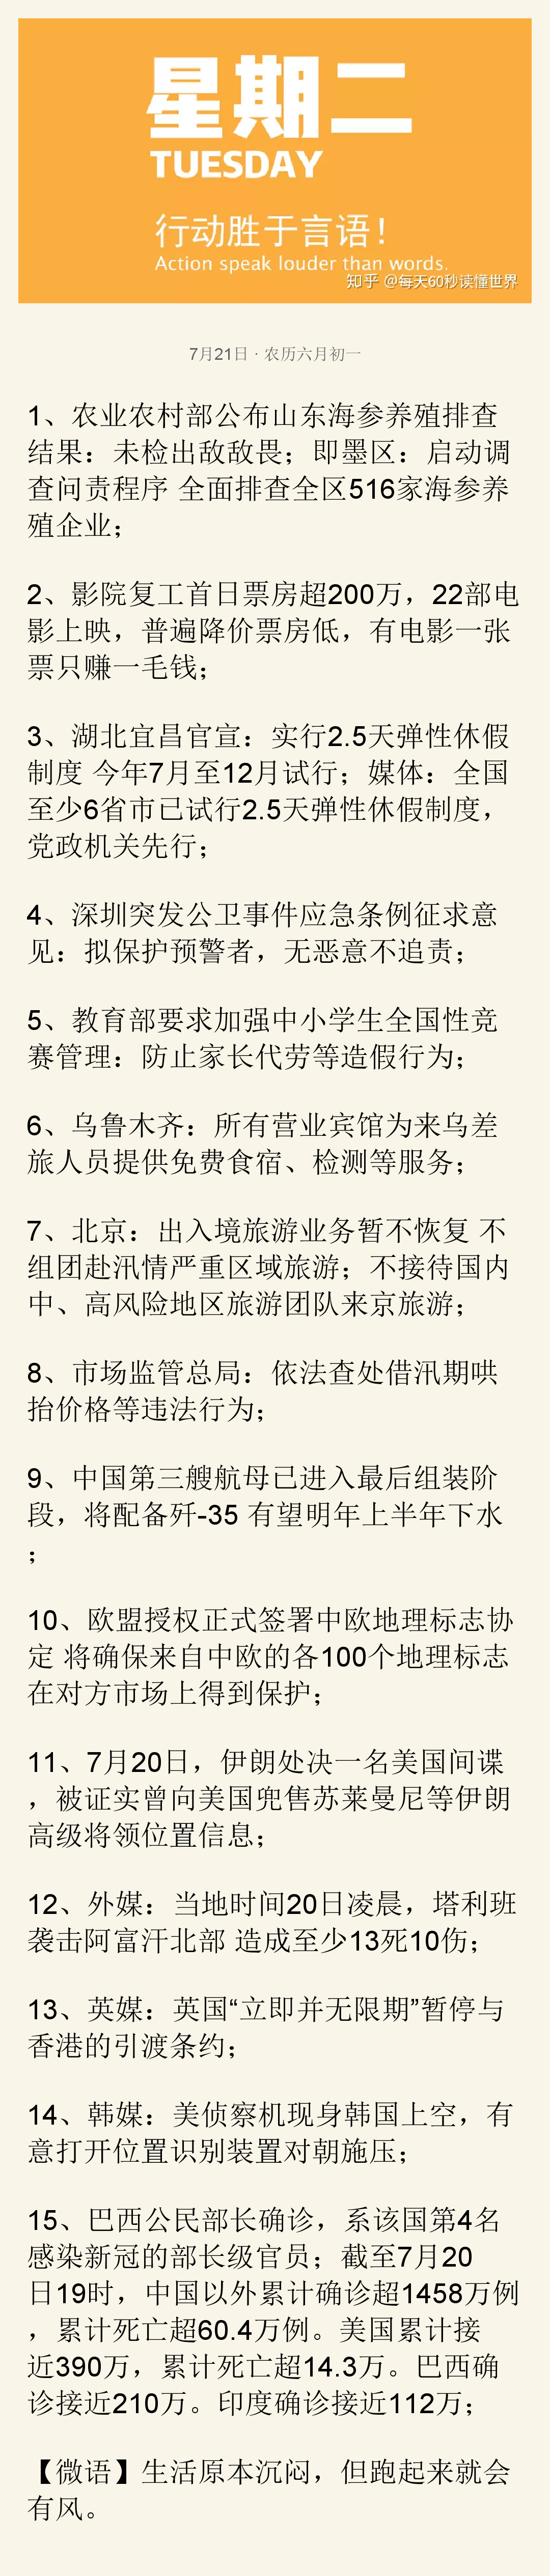 星期二
TUESDAY
行动胜于言语！
Action speak louder than words.
知乎 @每天60秒读懂世界
7月21日 · 农历六月初一
1、农业农村部公布山东海参养殖排查
结果：未检出敌敌畏；即墨区：启动调
查问责程序 全面排查全区516家海参养
殖企业；
2、影院复工首日票房超200万，22部电
影上映，普遍降价票房低，有电影一张
票只赚一毛钱；
3、湖北宜昌官宣：实行2.5天弹性休假
制度 今年7月至12月试行；媒体：全国
至少6省市已试行2.5天弹性休假制度，
党政机关先行；
4、深圳突发公卫事件应急条例征求意
见：拟保护预警者，无恶意不追责；
5、教育部要求加强中小学生全国性竞
赛管理：防止家长代劳等造假行为；
6、乌鲁木齐：所有营业宾馆为来乌差
旅人员提供免费食宿、检测等服务；
7、北京：出入境旅游业务暂不恢复 不
组团赴汛情严重区域旅游；不接待国内
中、高风险地区旅游团队来京旅游；
8、市场监管总局：依法查处借汛期哄
抬价格等违法行为；
9、中国第三艘航母已进入最后组装阶
段，将配备歼-35 有望明年上半年下水
；
10、欧盟授权正式签署中欧地理标志协
定 将确保来自中欧的各100个地理标志
在对方市场上得到保护；
11、7月20日，伊朗处决一名美国间谍
，被证实曾向美国兜售苏莱曼尼等伊朗
高级将领位置信息；
12、外媒：当地时间20日凌晨，塔利班
袭击阿富汗北部 造成至少13死10伤；
13、英媒：英国“立即并无限期”暂停与
香港的引渡条约；
14、韩媒：美侦察机现身韩国上空，有
意打开位置识别装置对朝施压；
15、巴西公民部长确诊，系该国第4名
感染新冠的部长级官员；截至7月20
日19时，中国以外累计确诊超1458万例
，累计死亡超60.4万例。美国累计接
近390万，累计死亡超14.3万。巴西确
诊接近210万。印度确诊接近112万；
【微语】生活原本沉闷，但跑起来就会
有风。